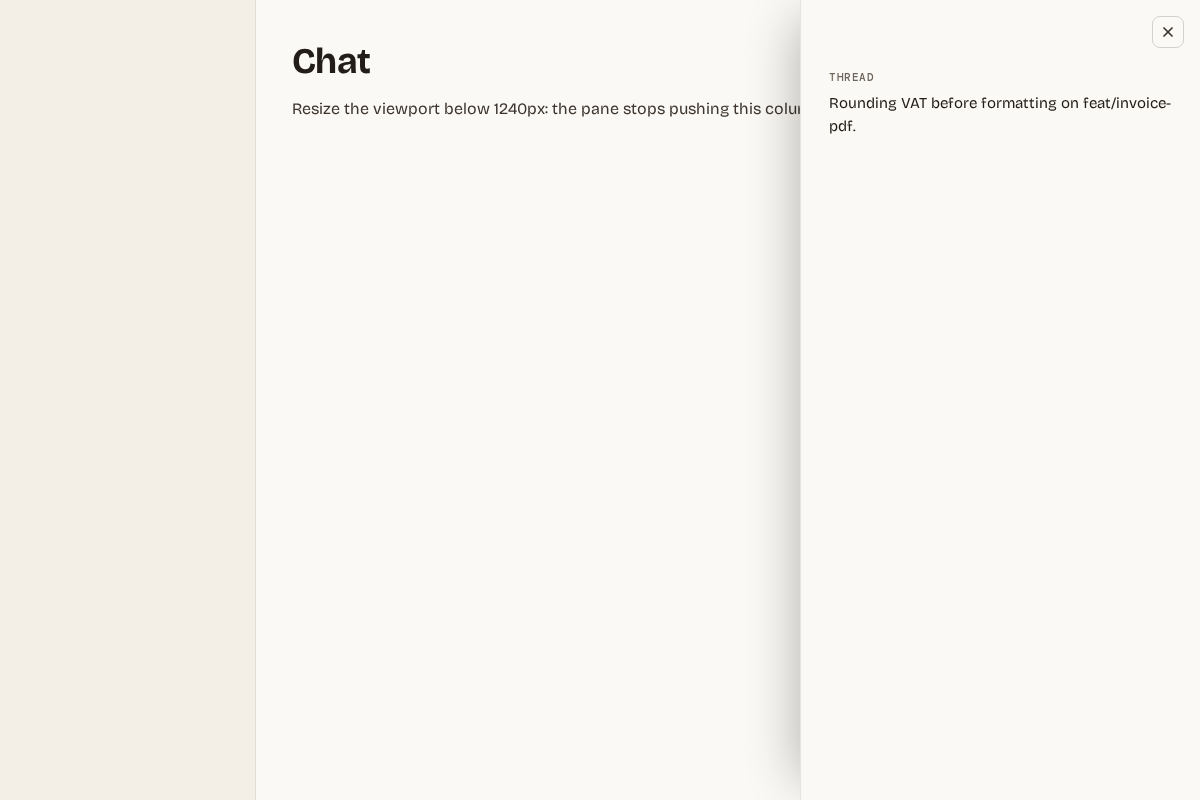 Chat
Resize the viewport below 1240px: the pane stops pushing this
THREAD
Rounding VAT before formatting on feat/invoice-
pdf.